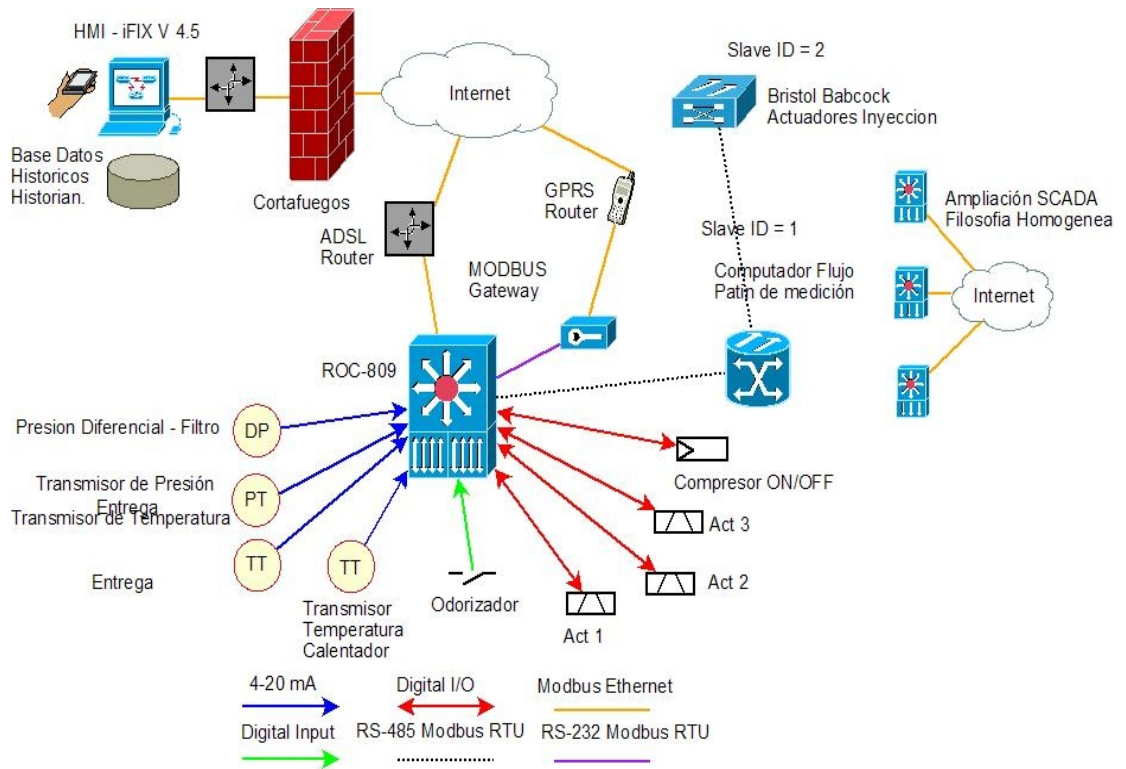 HMI - iFIX V 4.5
Base Datos
Historicos
Historian.
Cortafuegos
Internet
ADSL
Router
GPRS
Router
MODBUS
Gateway
ROC-809
Slave ID = 2
Bristol Babcock
Actuadores Inyeccion
Slave ID = 1
Computador Flujo
Patin de medición
Ampliación SCADA
Filosofia Homogenea
Internet
Presion Diferencial - Filtro
DP
Transmisor de Presión
Entrega
PT
Transmisor de Temperatura
Entrega
TT
TT
Transmisor
Temperatura
Calentador
Odorizador
Compresor ON/OFF
Act 3
Act 2
Act 1
4-20 mA
Digital I/O
Modbus Ethernet
Digital Input
RS-485 Modbus RTU
RS-232 Modbus RTU